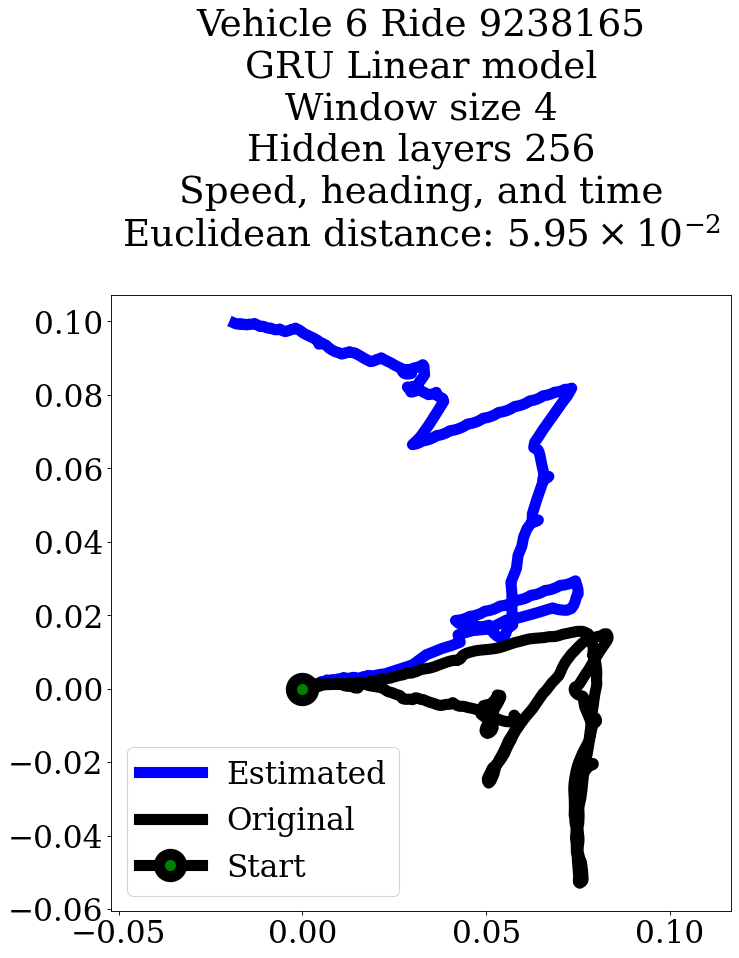 Vehicle 6 Ride 9238165
GRU Linear model
Window size 4
Hidden layers 256
Speed, heading, and time
Euclidean distance: 5.95 × 10⁻²
0.10
0.08
0.06
0.04
0.02
0.00
−0.02
−0.04
−0.06
Estimated
Original
Start
−0.05
0.00
0.05
0.10